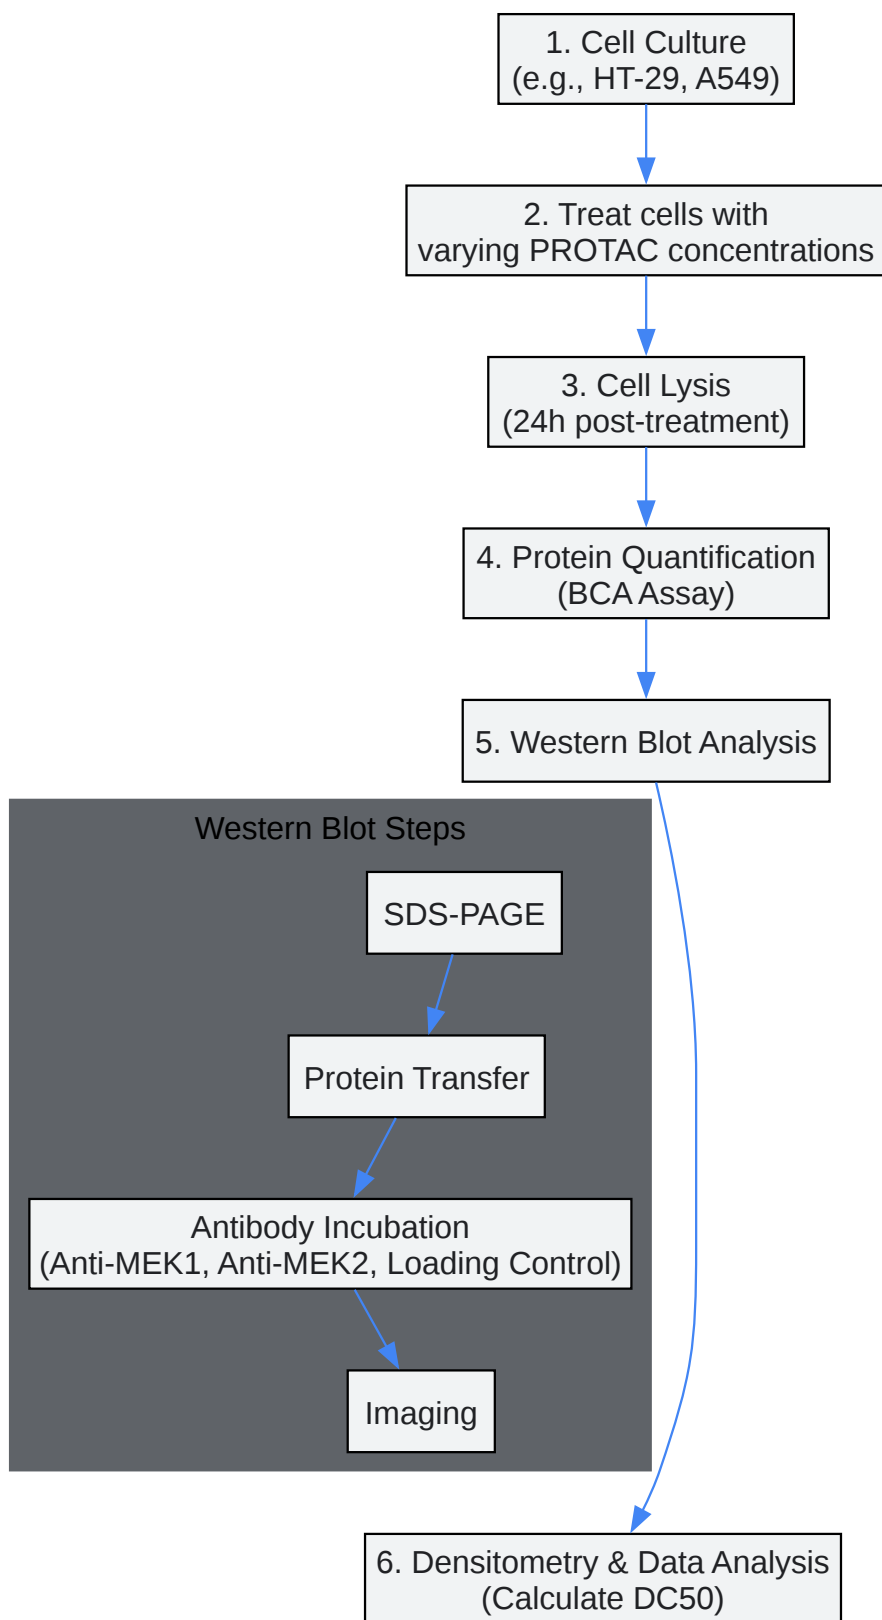 1. Cell Culture
(e.g., HT-29, A549)
2. Treat cells with
varying PROTAC concentrations
3. Cell Lysis
(24h post-treatment)
4. Protein Quantification
(BCA Assay)
5. Western Blot Analysis
Western Blot Steps
SDS-PAGE
Protein Transfer
Antibody Incubation
(Anti-MEK1, Anti-MEK2, Loading Control)
Imaging
6. Densitometry & Data Analysis
(Calculate DC50)